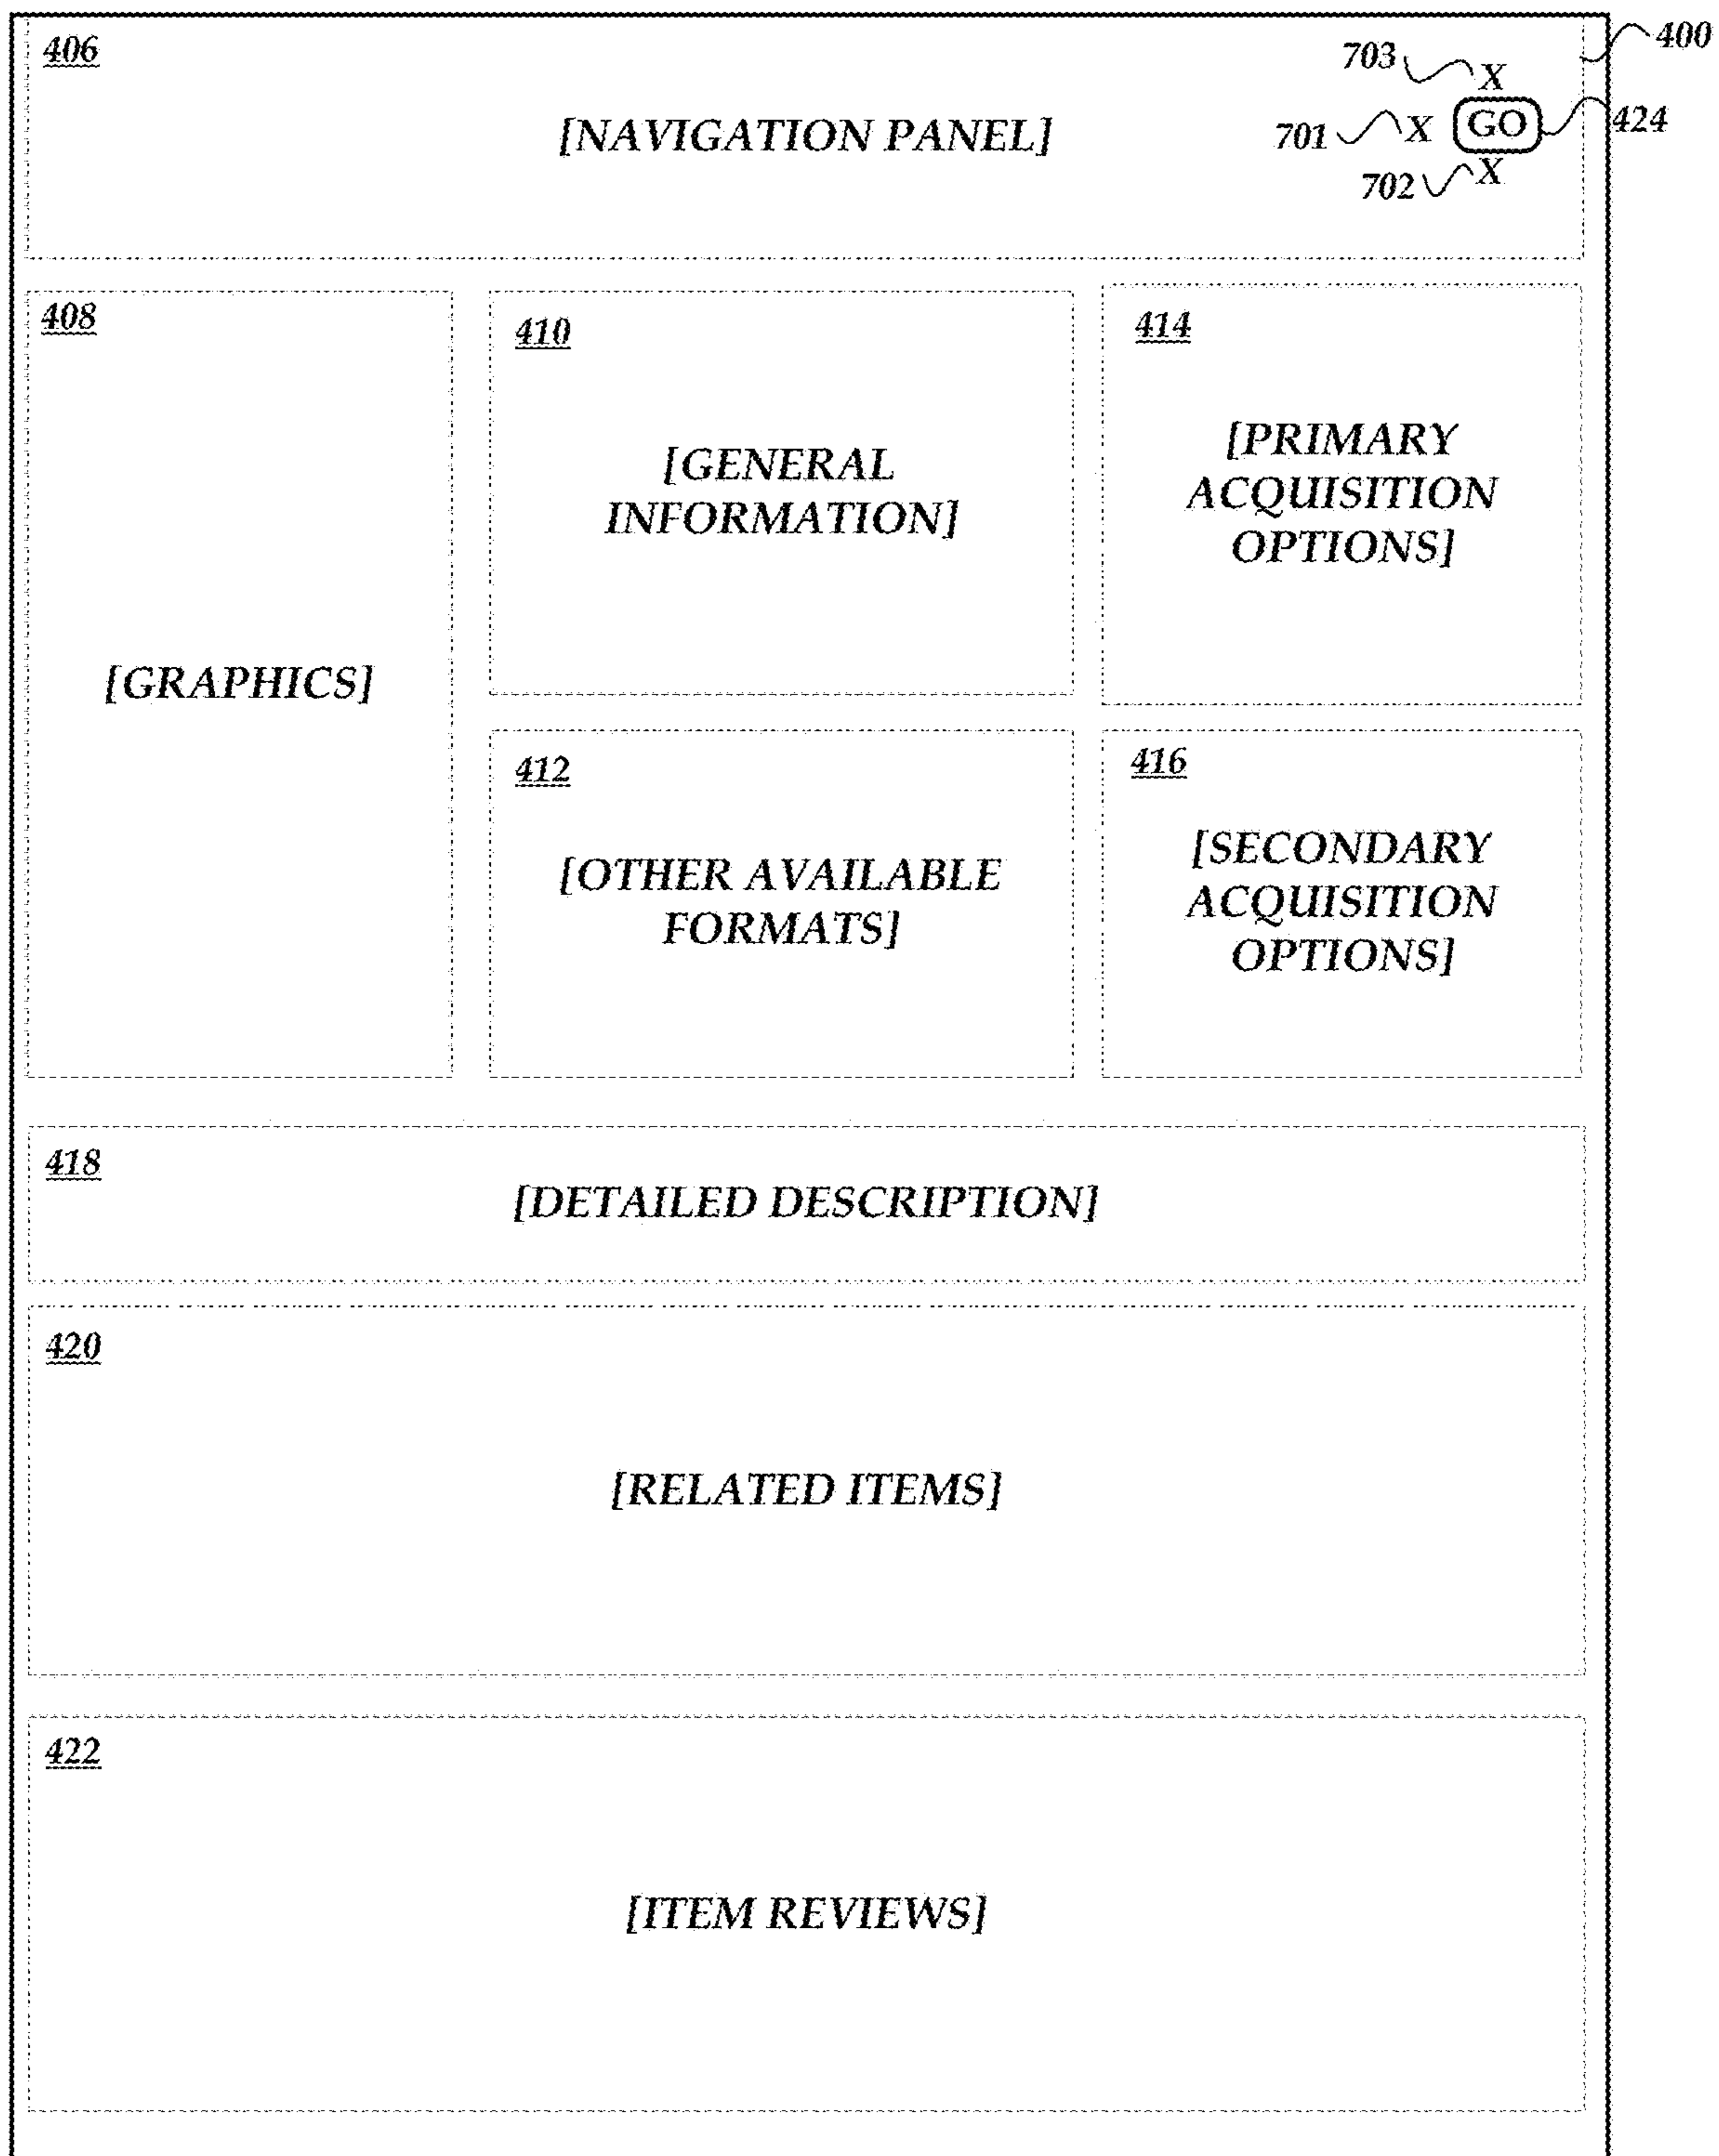 406
[NAVIGATION PANEL]
703 X
400
701 X GO 424
702 X
408
[GRAPHICS]
410
[GENERAL
INFORMATION]
414
[PRIMARY
ACQUISITION
OPTIONS]
412
[OTHER AVAILABLE
FORMATS]
416
[SECONDARY
ACQUISITION
OPTIONS]
418
[DETAILED DESCRIPTION]
420
[RELATED ITEMS]
422
[ITEM REVIEWS]